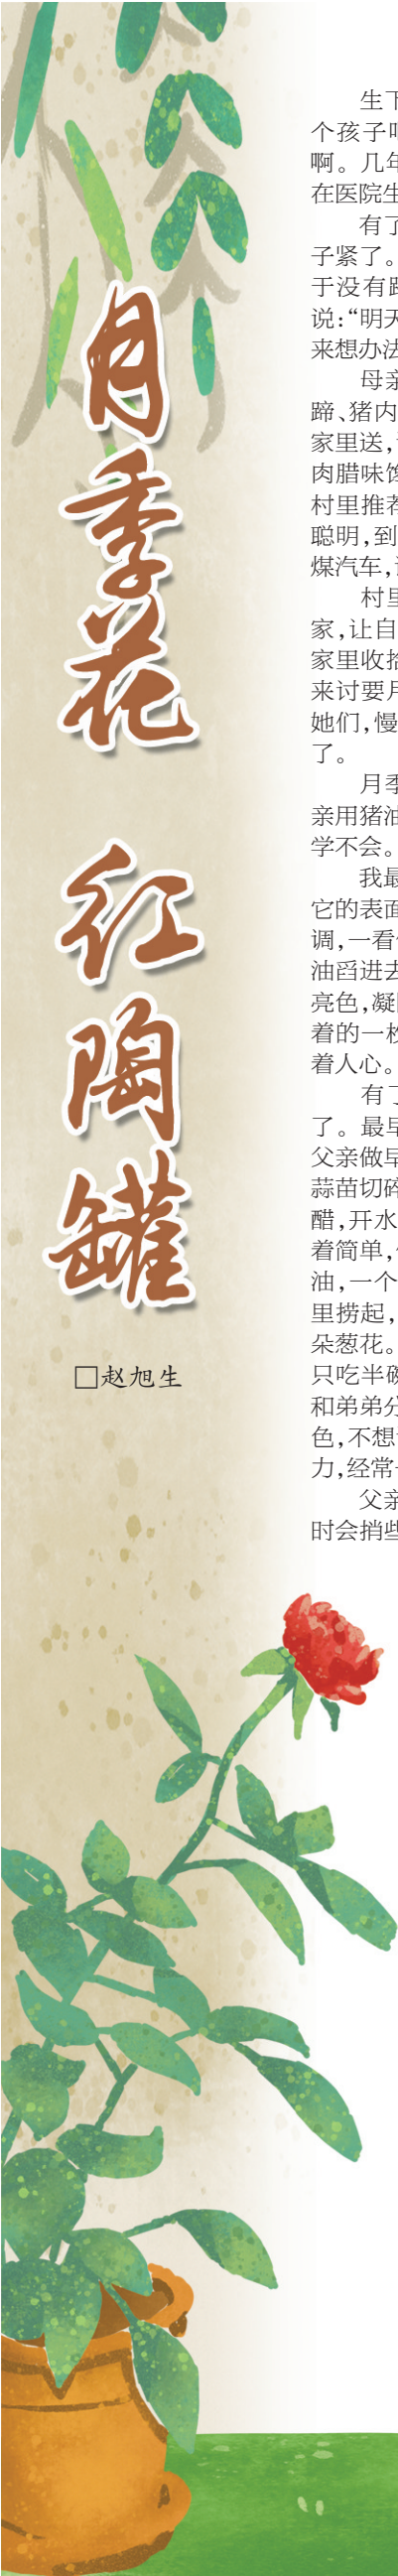 月季花 红陶罐
□赵旭生
生下
个孩子
啊。几年
在医院生
有了
子紧了。
于没有
说：“明天
来想办法
母亲
蹄、猪内
家里送，
肉腊味
村里推荐
聪明，到
煤汽车，
村里
家，让自
家里收拾
来讨要月
她们，慢
了。
月季
亲用猪油
学不会。
我最
它的表面
调，一看
油舀进去
亮色，凝
着的一枚
着人心。
有了
了。最早
父亲做早
蒜苗切碎
醋，开水
着简单，
油，一个
里捞起，
朵葱花。
只吃半碗
和弟弟分
色，不想
力，经常
父亲
时会捎些